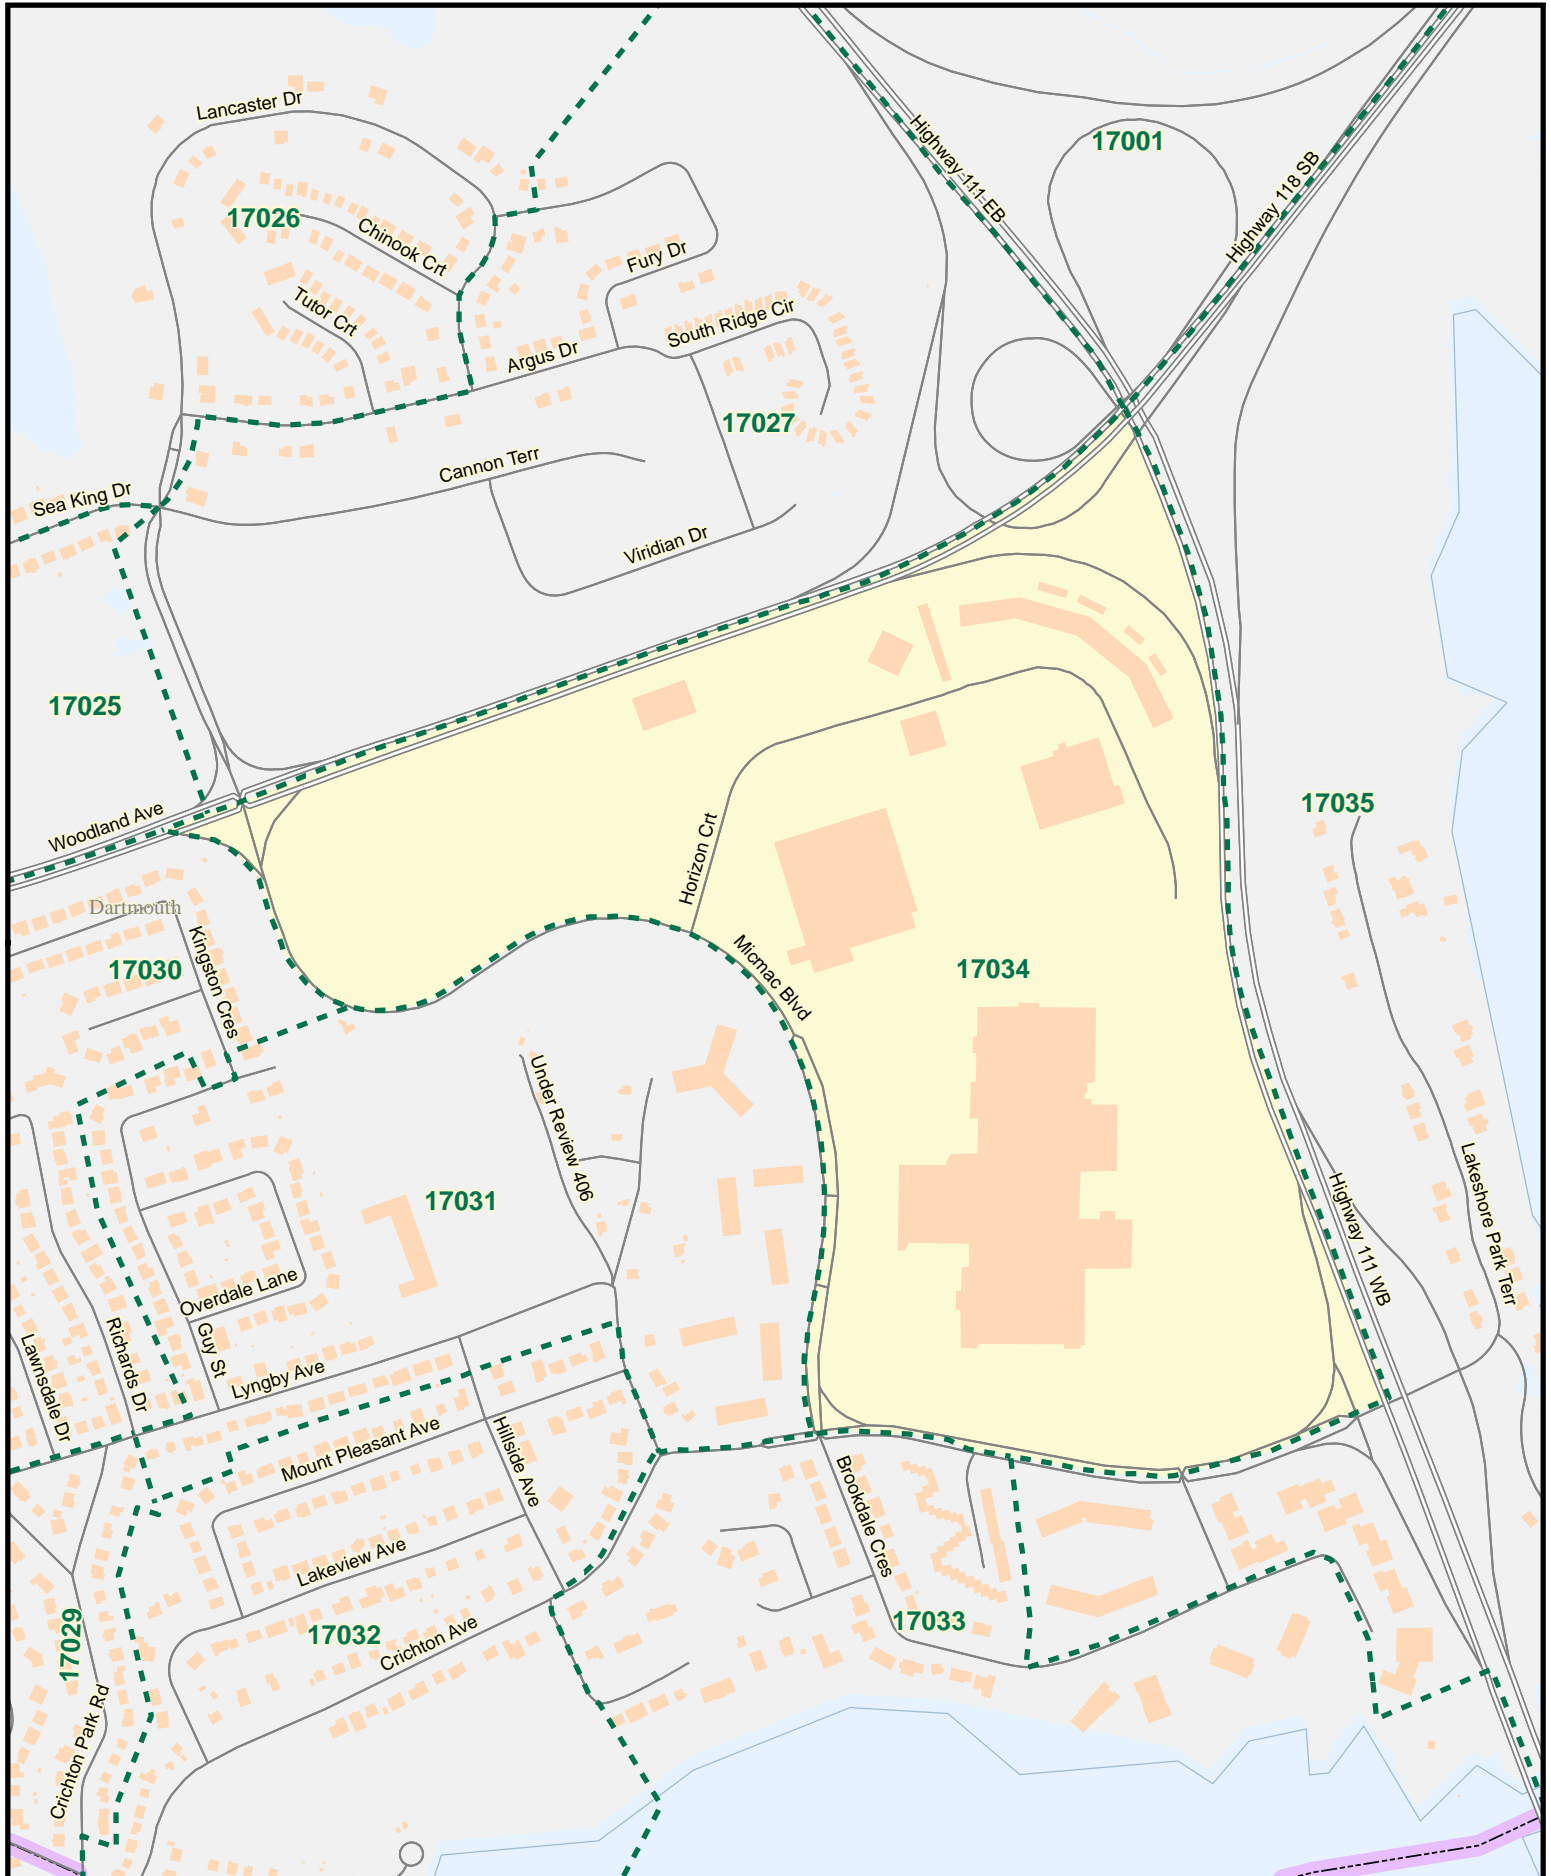 Lancaster Dr
17001
Highway 111 EB
Highway 118 SB
17026
Chinook Crt
Fury Dr
Tutor Crt
South Ridge Cir
Argus Dr
17027
Cannon Terr
Sea King Dr
Viridian Dr
17025
Woodland Ave
17035
Horizon Crt
Dartmouth
Kingston Cres
17030
Micmac Blvd
17034
Under Review 406
17031
Lakeshore Park Terr
Highway 111 WB
Overdale Lane
Guy St
Richards Dr
Lawnsdale Dr
Lyngby Ave
Mount Pleasant Ave
Hillside Ave
Brookdale Cres
Lakeview Ave
17029
17032
Crichton Ave
17033
Crichton Park Rd